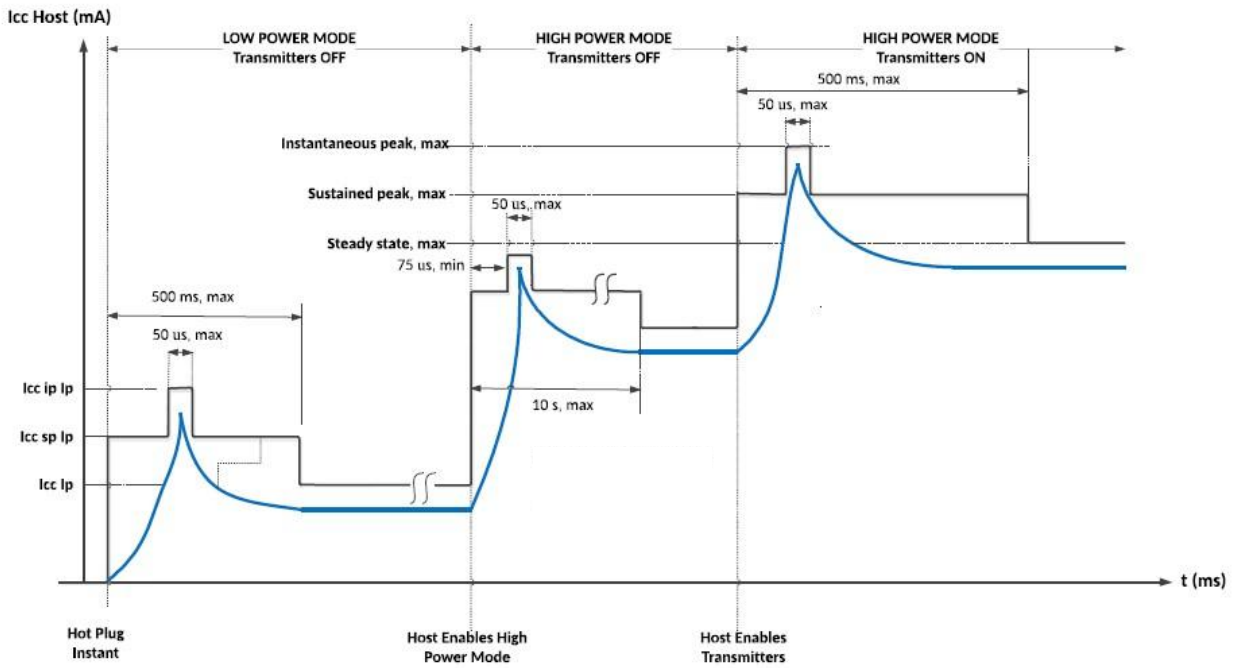 Icc Host (mA)
LOW POWER MODE
Transmitters OFF
HIGH POWER MODE
Transmitters OFF
HIGH POWER MODE
Transmitters ON
500 ms, max
50 us, max
Instantaneous peak, max
Sustained peak, max
50 us, max
Steady state, max
75 us, min
500 ms, max
50 us, max
Icc ip lp
10 s, max
Icc sp lp
Icc lp
t (ms)
Hot Plug
Instant
Host Enables High
Power Mode
Host Enables
Transmitters